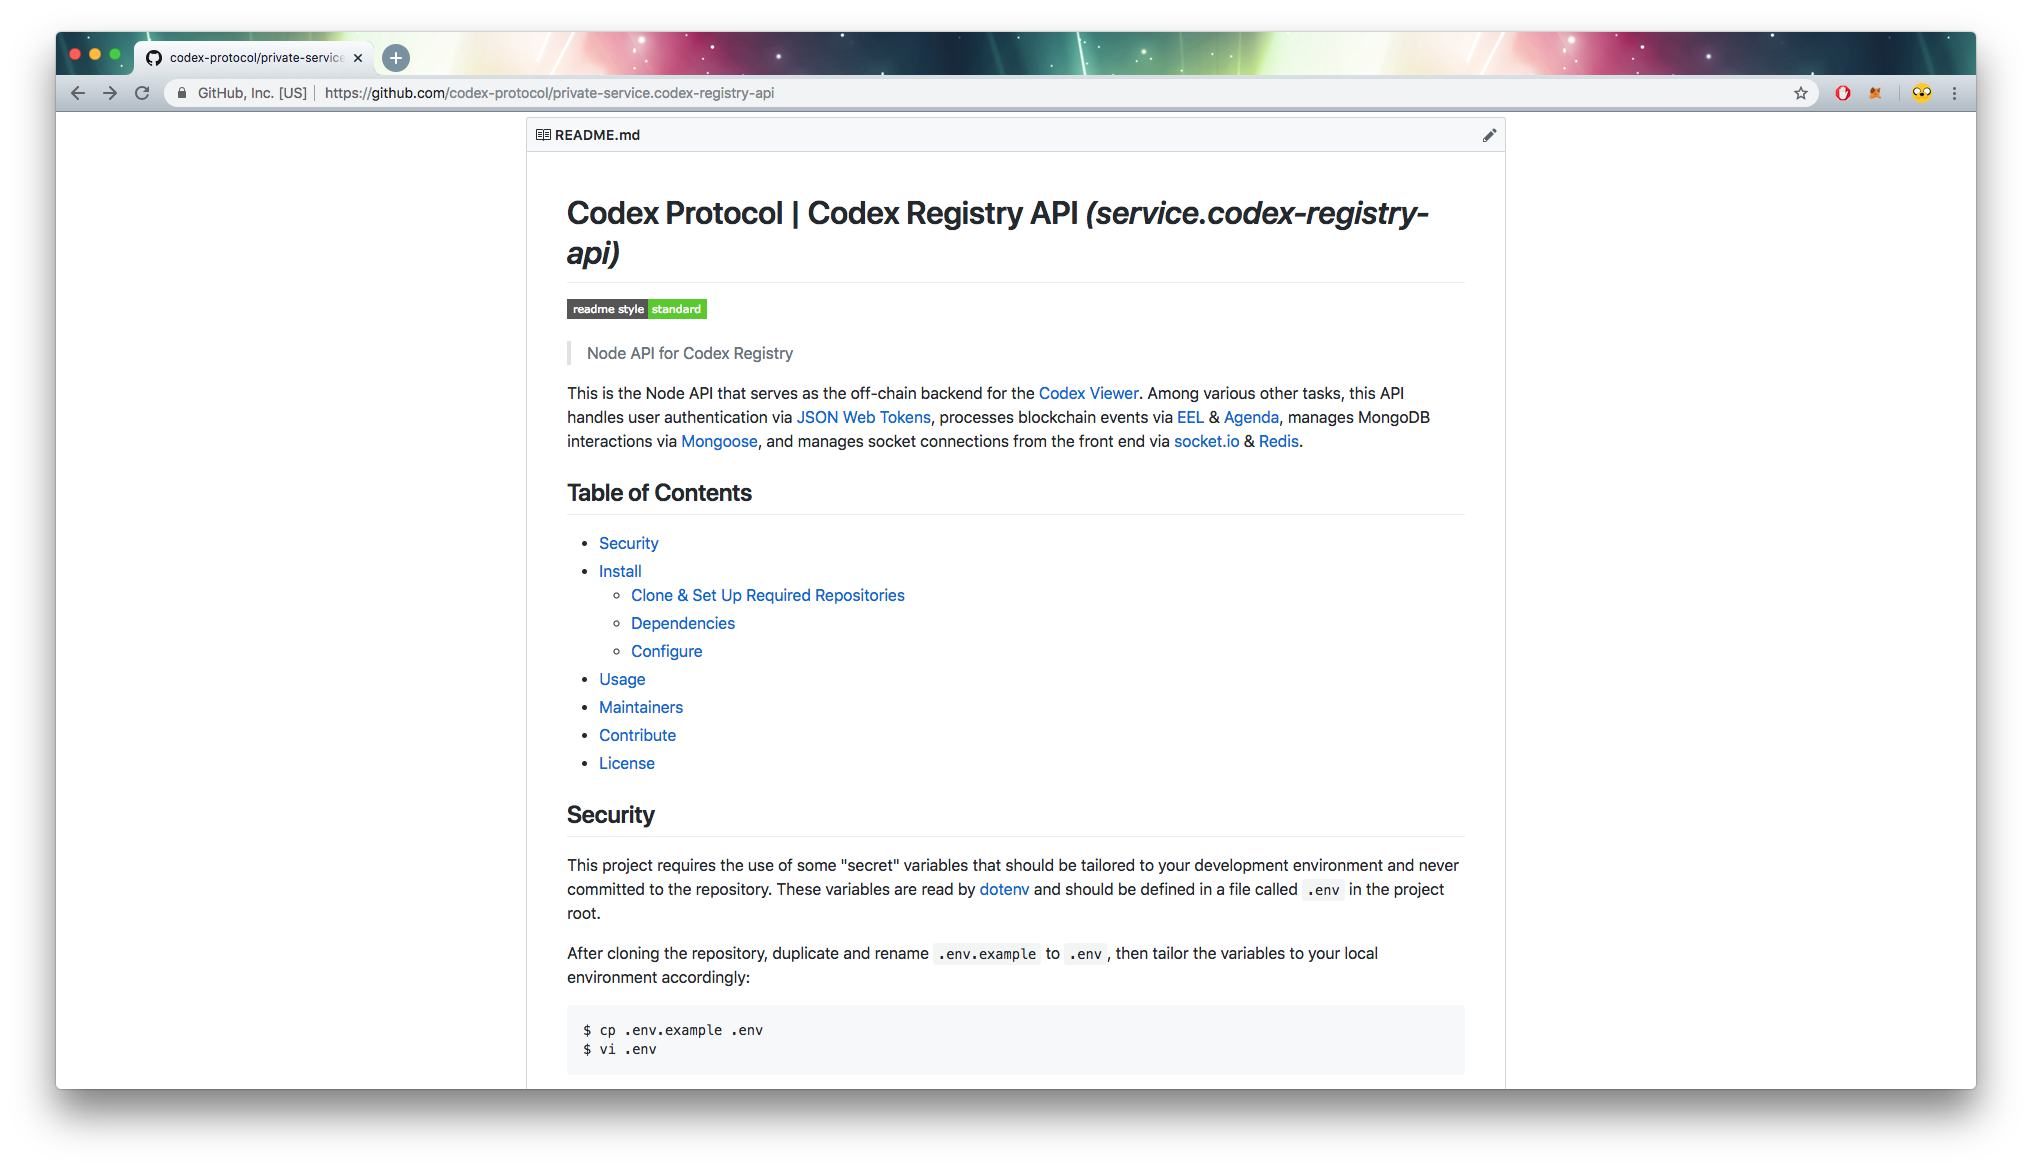 codex-protocol/private-service
GitHub, Inc. [US] | https://github.com/codex-protocol/private-service.codex-registry-api
README.md
Codex Protocol | Codex Registry API (service.codex-registry-
api)
readme style standard
Node API for Codex Registry
This is the Node API that serves as the off-chain backend for the Codex Viewer. Among various other tasks, this API
handles user authentication via JSON Web Tokens, processes blockchain events via EEL & Agenda, manages MongoDB
interactions via Mongoose, and manages socket connections from the front end via socket.io & Redis.
Table of Contents
• Security
• Install
◦ Clone & Set Up Required Repositories
◦ Dependencies
◦ Configure
• Usage
• Maintainers
• Contribute
• License
Security
This project requires the use of some "secret" variables that should be tailored to your development environment and never
committed to the repository. These variables are read by dotenv and should be defined in a file called .env in the project
root.
After cloning the repository, duplicate and rename .env.example to .env, then tailor the variables to your local
environment accordingly:
$ cp .env.example .env
$ vi .env